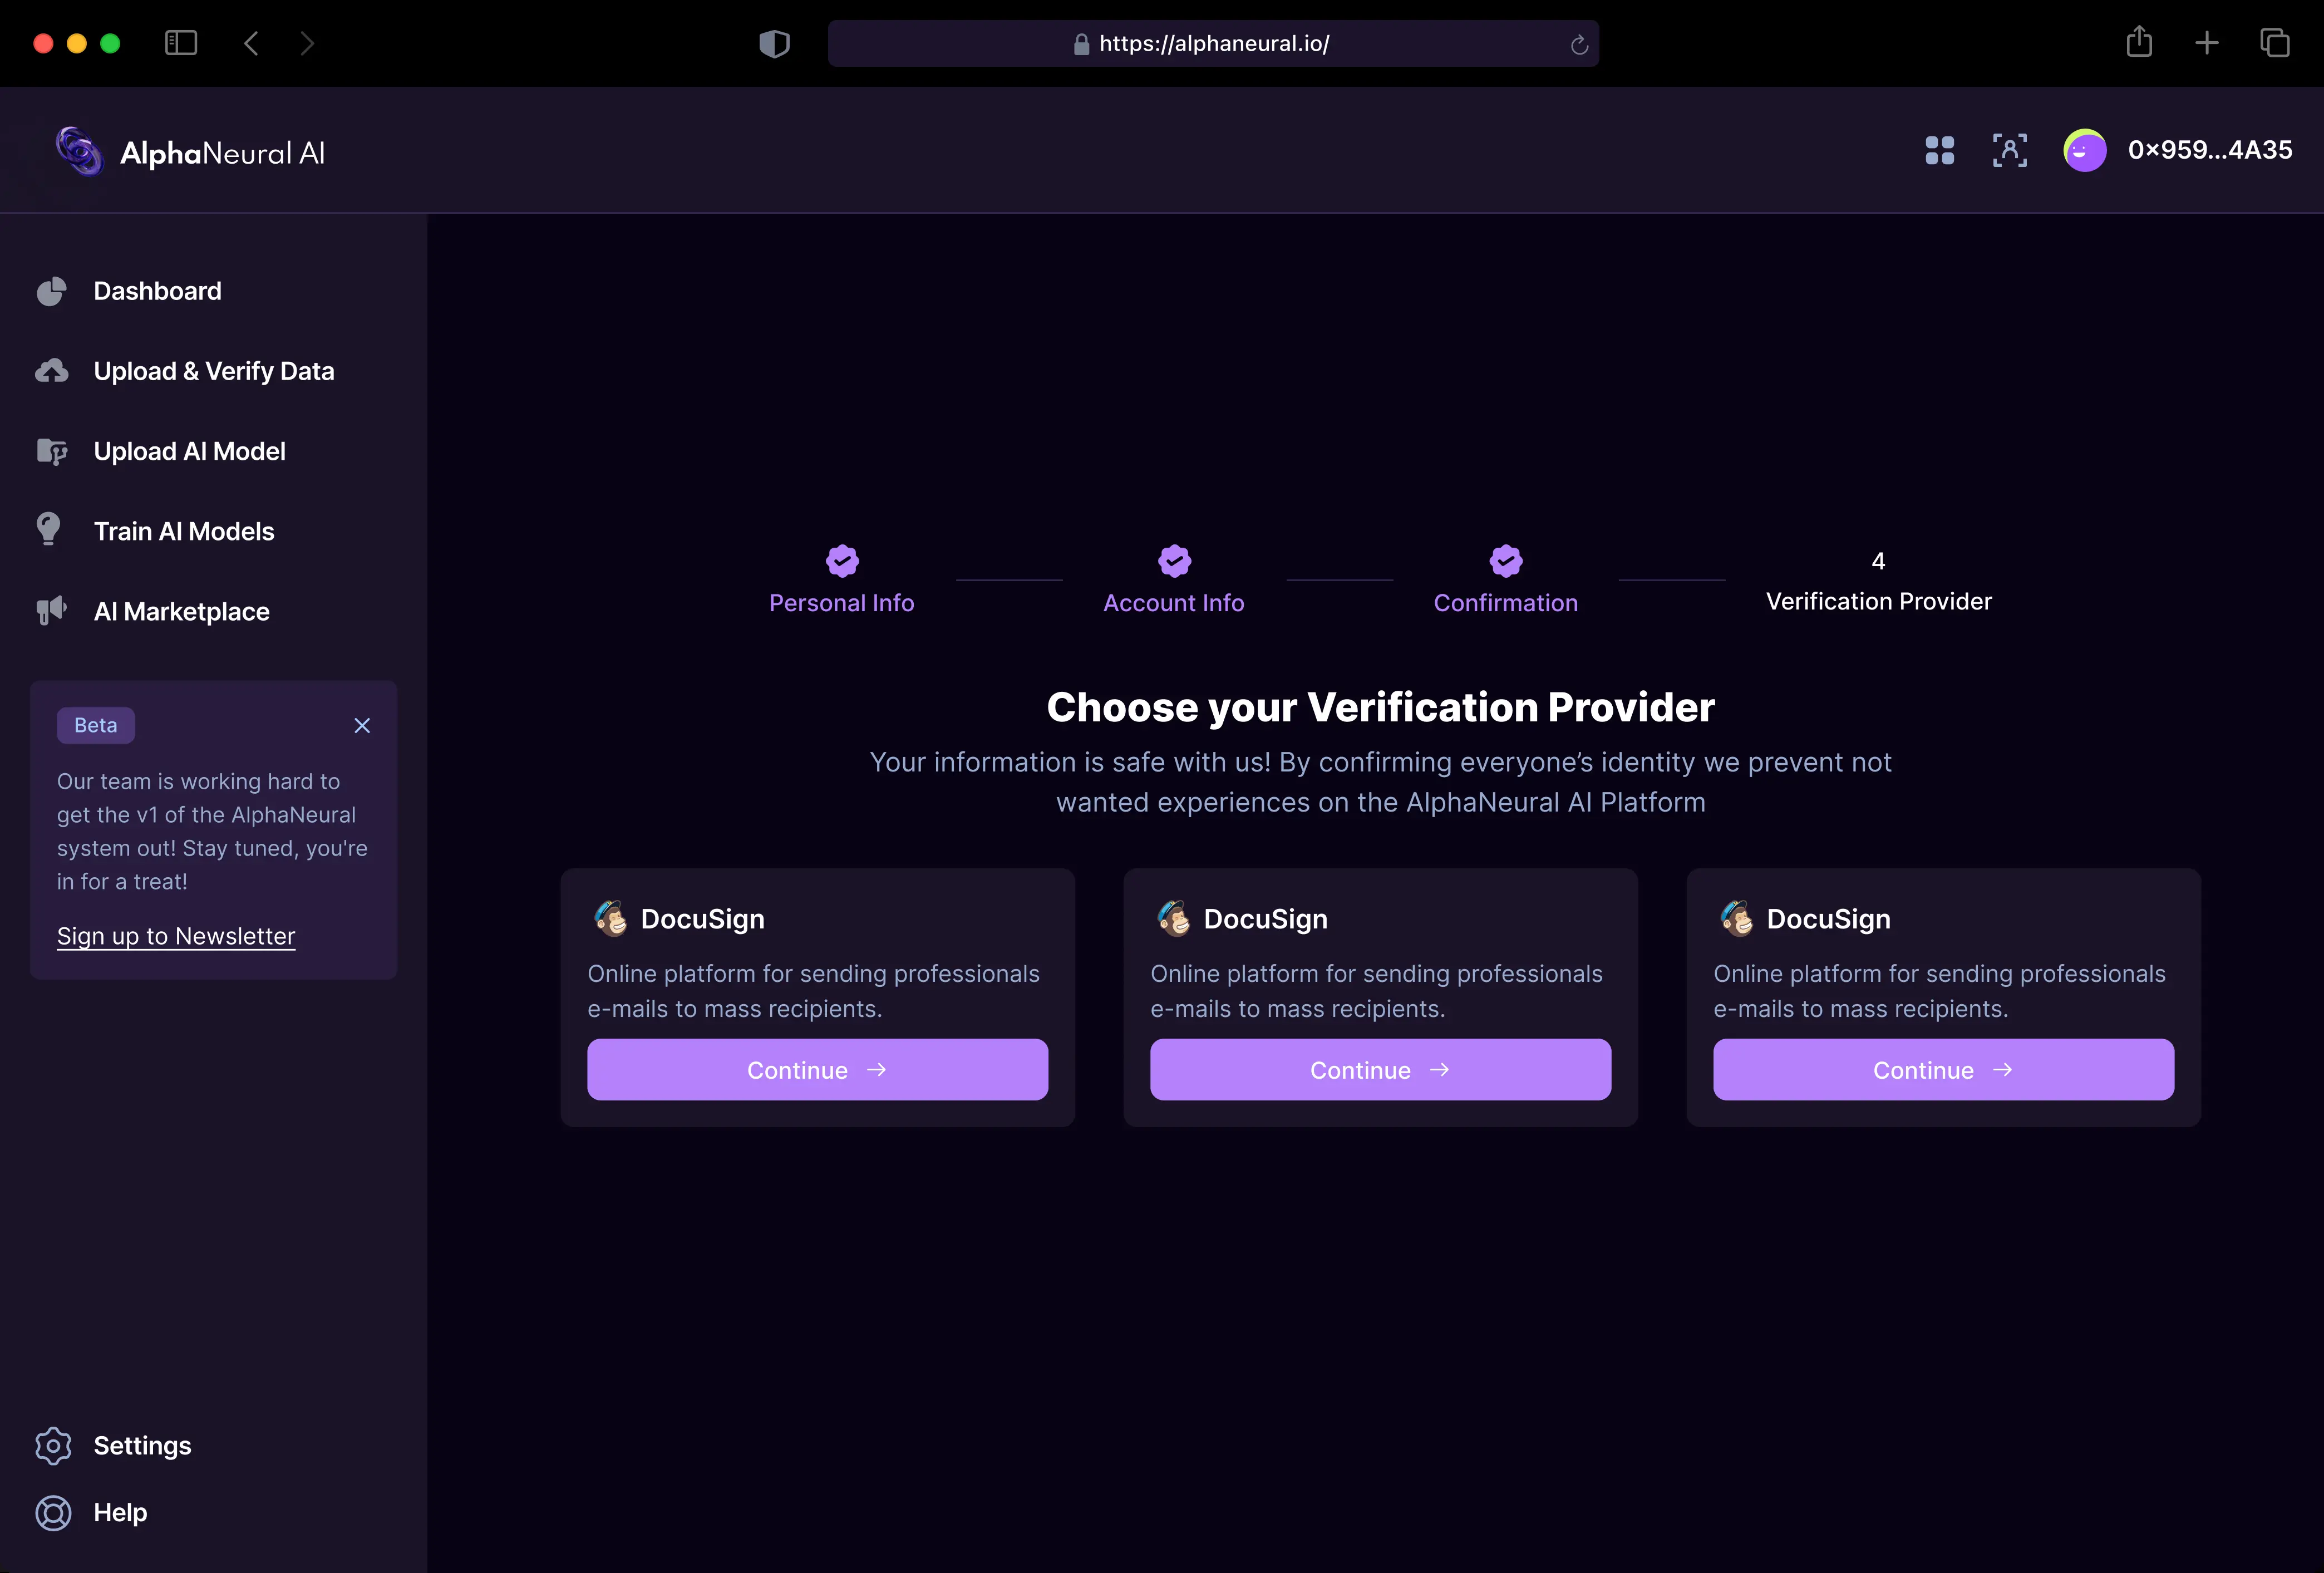 https://alphaneural.io/
AlphaNeural AI
0×959...4A35
Dashboard
Upload & Verify Data
Upload AI Model
Train AI Models
AI Marketplace
Beta
Our team is working hard to
get the v1 of the AlphaNeural
system out! Stay tuned, you're
in for a treat!
Sign up to Newsletter
Settings
Help
Personal Info
Account Info
Confirmation
4
Verification Provider
Choose your Verification Provider
Your information is safe with us! By confirming everyone’s identity we prevent not
wanted experiences on the AlphaNeural AI Platform
DocuSign
Online platform for sending professionals
e-mails to mass recipients.
Continue →
DocuSign
Online platform for sending professionals
e-mails to mass recipients.
Continue →
DocuSign
Online platform for sending professionals
e-mails to mass recipients.
Continue →